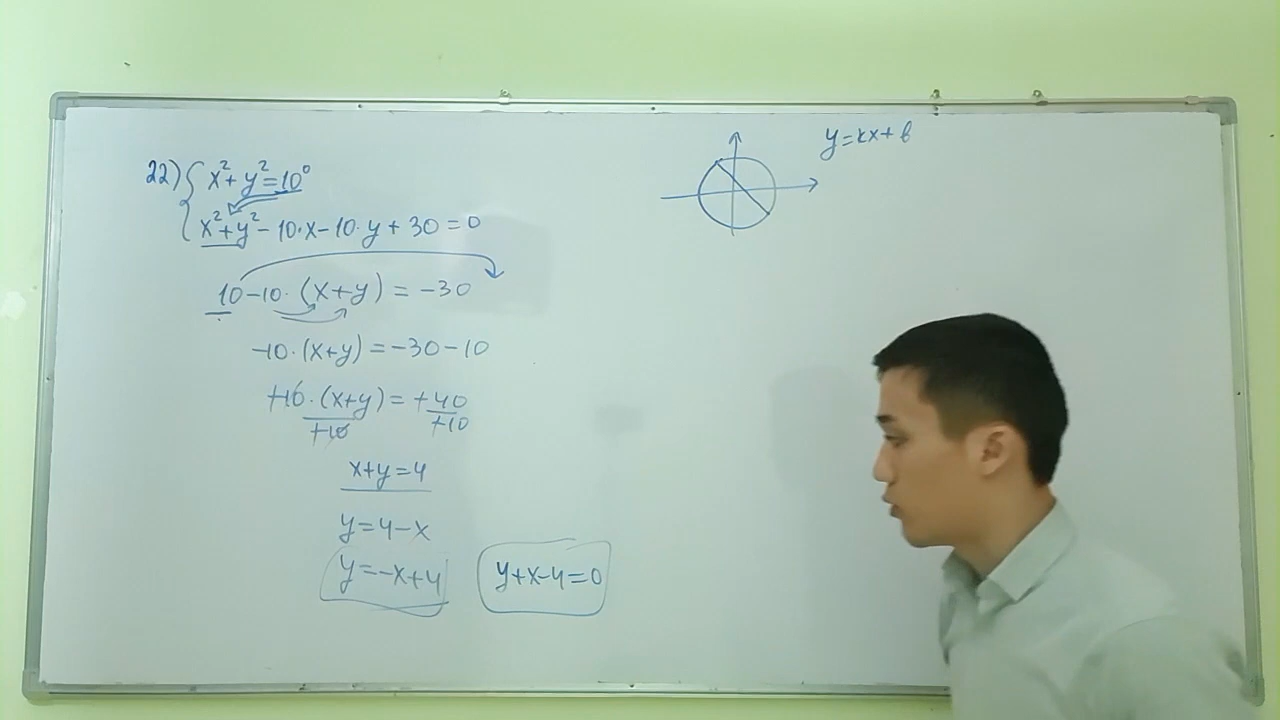 22) { x² + y² = 10
x² + y² - 10·x - 10·y + 30 = 0
10 - 10·(x+y) = -30
-10·(x+y) = -30 - 10
+10·(x+y) = +40
+10 +10
x+y=4
y=4-x
y=-x+4 y+x-4=0
y=kx+b